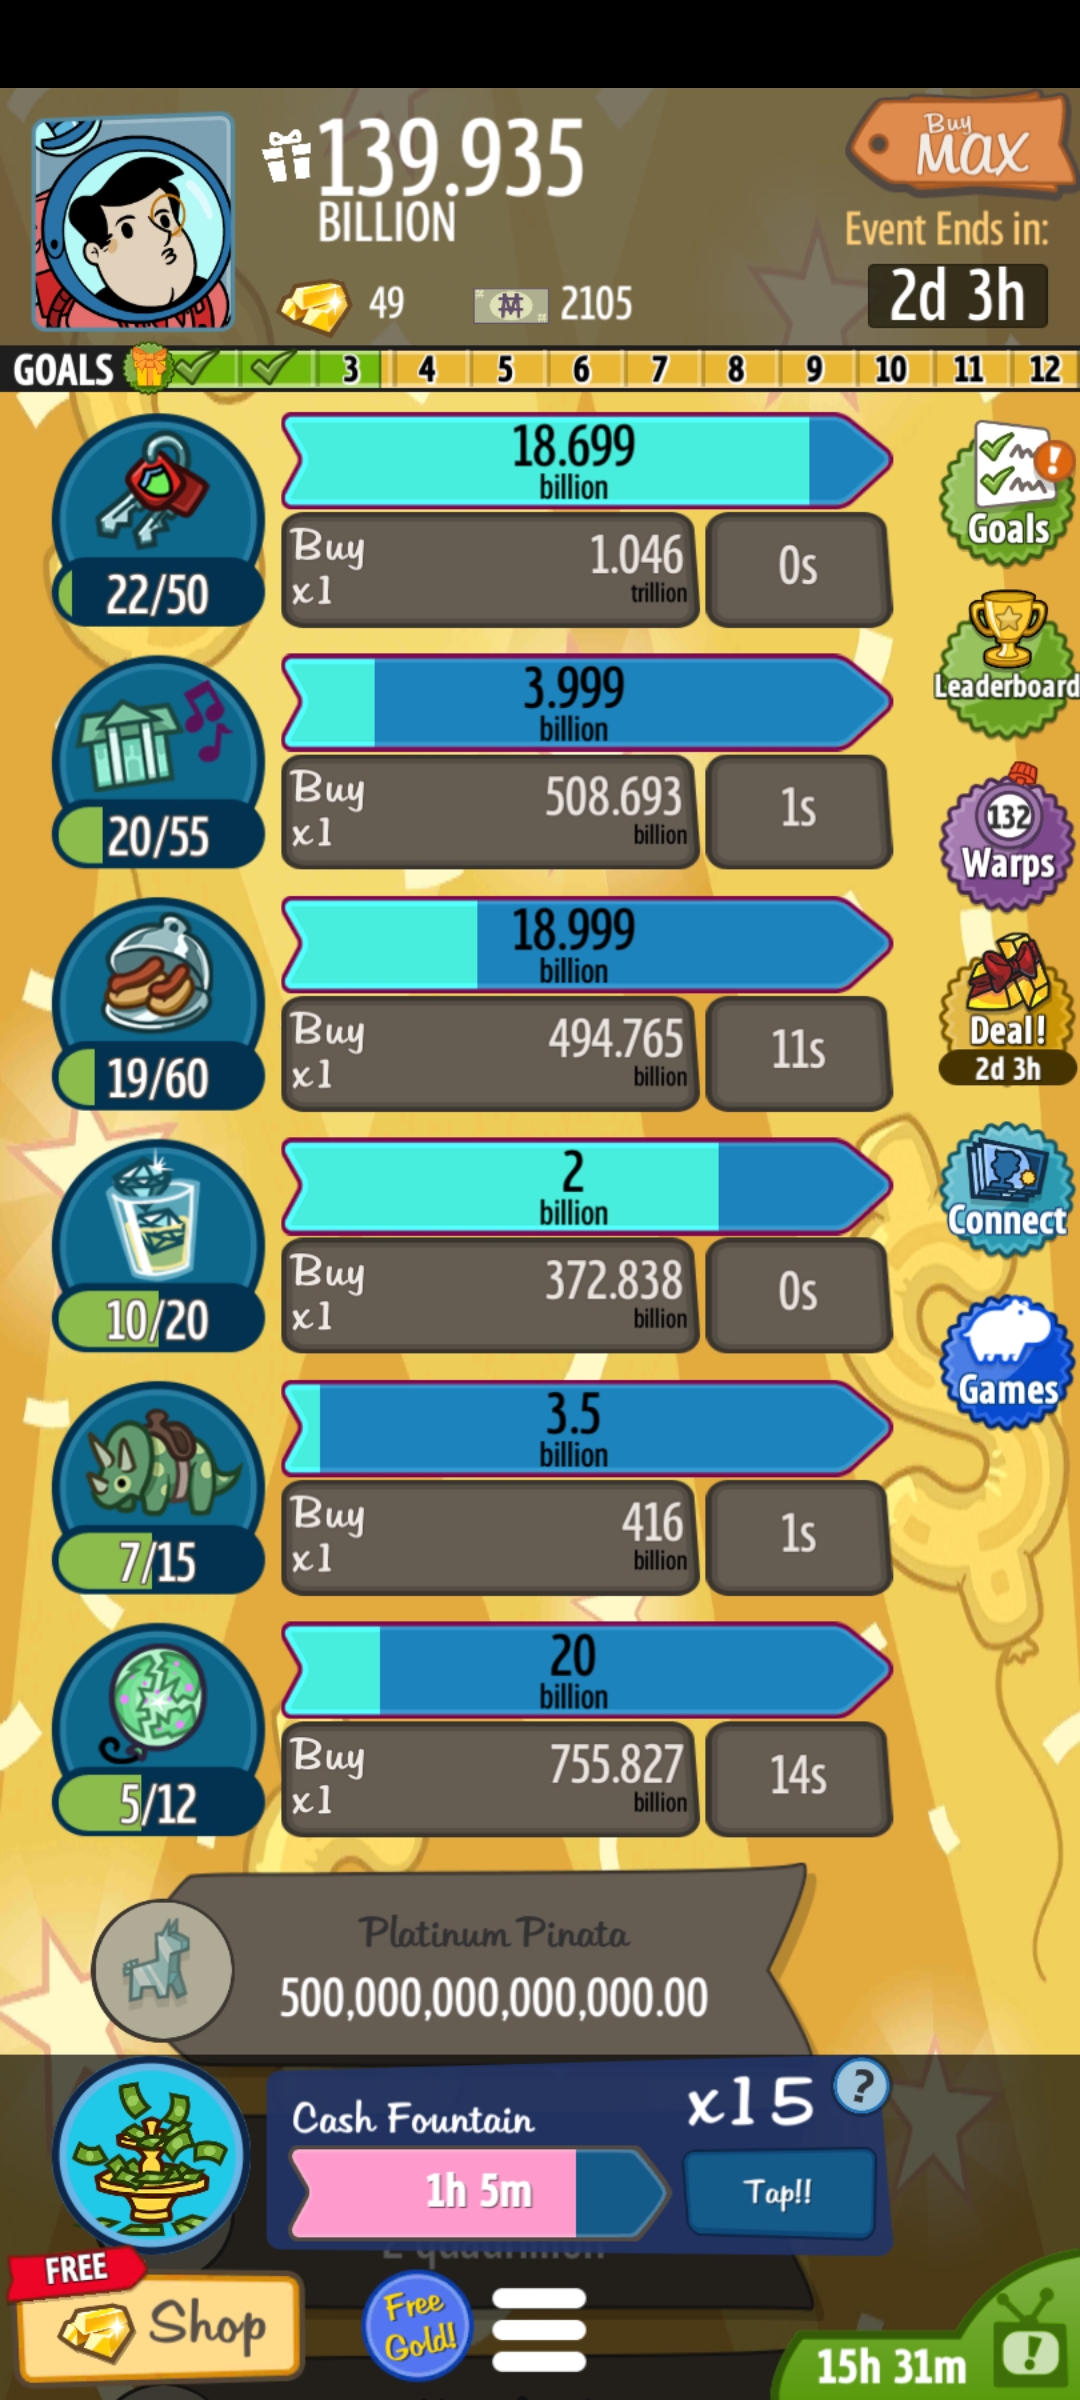 139.935
BILLION
Buy
MAX
Event Ends in:
49
2105
2d 3h
GOALS
3
4
5
6
7
8
9
10
11
12
18.699
billion
22/50
Buy
x1
1.046
trillion
0s
Goals
3.999
billion
20/55
Buy
x1
508.693
billion
1s
Leaderboard
132
Warps
18.999
billion
19/60
Buy
x1
494.765
billion
11s
Deal!
2d 3h
2
billion
10/20
Buy
x1
372.838
billion
0s
Connect
3.5
billion
7/15
Buy
x1
416
billion
1s
Games
20
billion
5/12
Buy
x1
755.827
billion
14s
Platinum Pinata
500,000,000,000,000.00
Cash Fountain
x15
?
1h 5m
Tap!!
2 quadrillion
FREE
Shop
Free
Gold!
15h 31m